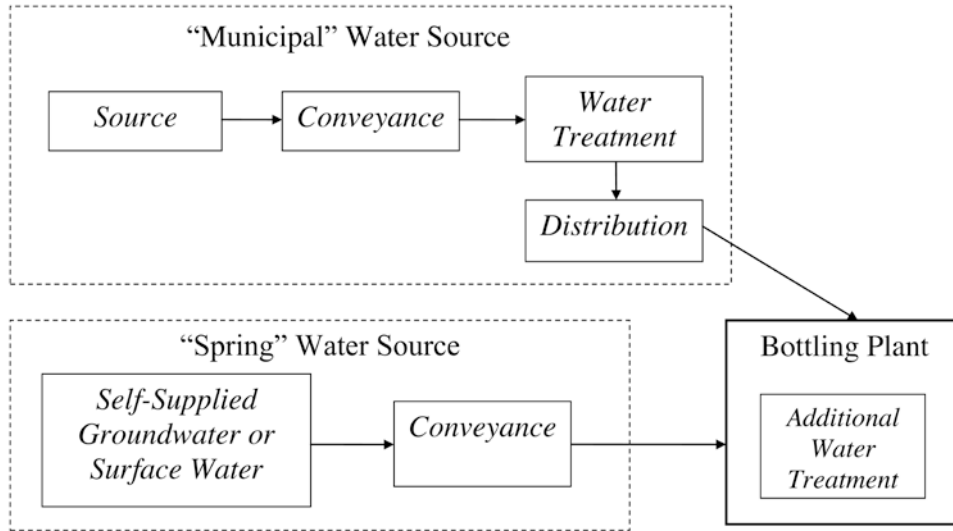 “Municipal” Water Source
Source
Conveyance
Water
Treatment
Distribution
“Spring” Water Source
Self-Supplied
Groundwater or
Surface Water
Conveyance
Bottling Plant
Additional
Water
Treatment